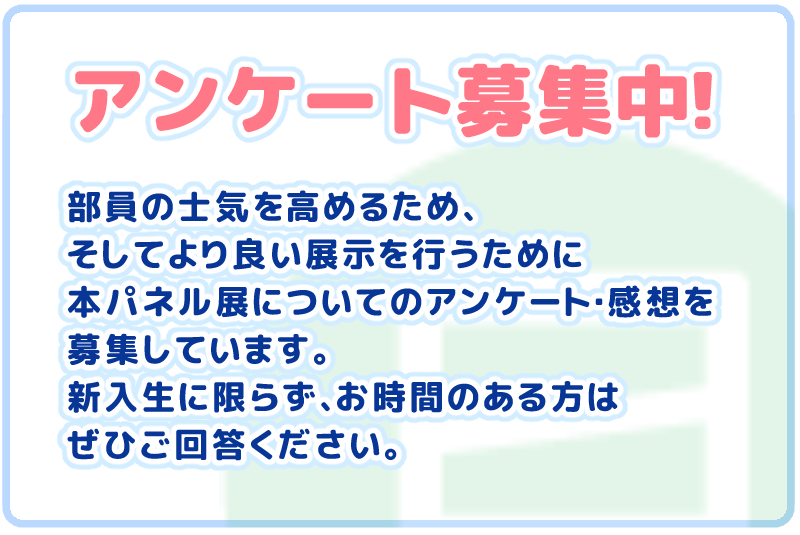 アンケート募集中!
部員の士気を高めるため、
そしてより良い展示を行うために
本パネル展についてのアンケート·感想を
募集しています。
新入生に限らず、お時間のある方は
ぜひご回答ください。